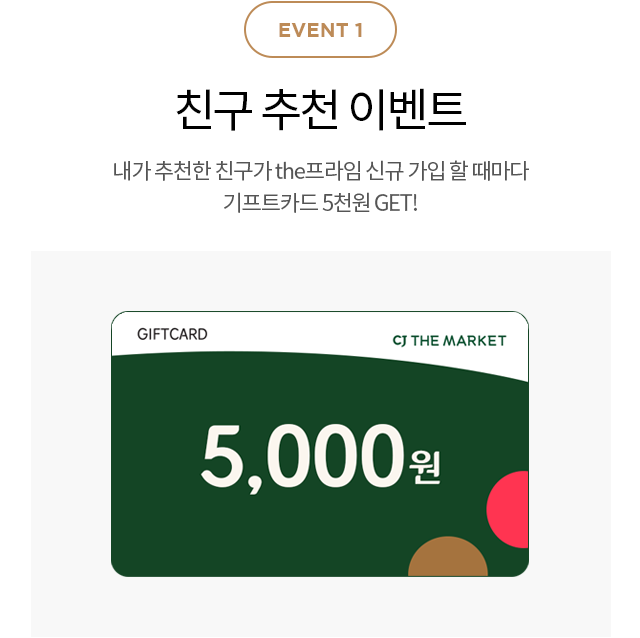 EVENT 1
친구 추천 이벤트
내가 추천한 친구가 the프라임 신규 가입 할 때마다
기프트카드 5천원 GET!
GIFTCARD
CJ THE MARKET
5,000원